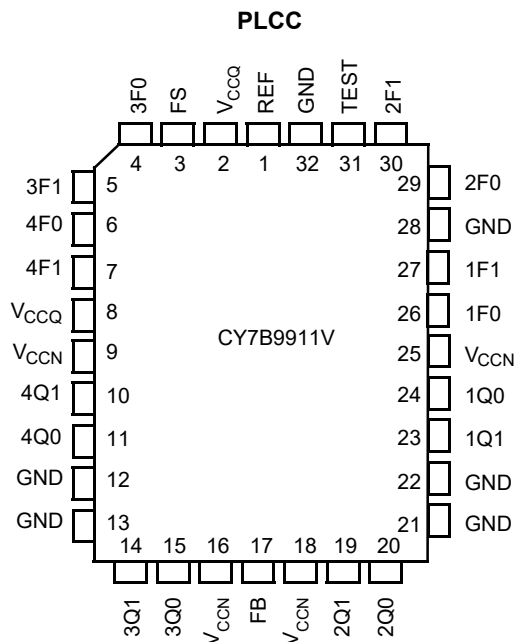 PLCC
3F0 FS VCCQ REF GND TEST 2F1
4 3 2 1 32 31 30
3F1 5 29 2F0
4F0 6 28 GND
4F1 7 27 1F1
VCCQ 8 26 1F0
CY7B9911V
VCCN 9 25 VCCN
4Q1 10 24 1Q0
4Q0 11 23 1Q1
GND 12 22 GND
GND 13 21 GND
14 15 16 17 18 19 20
3Q1 3Q0 VCCN FB VCCN 2Q1 2Q0